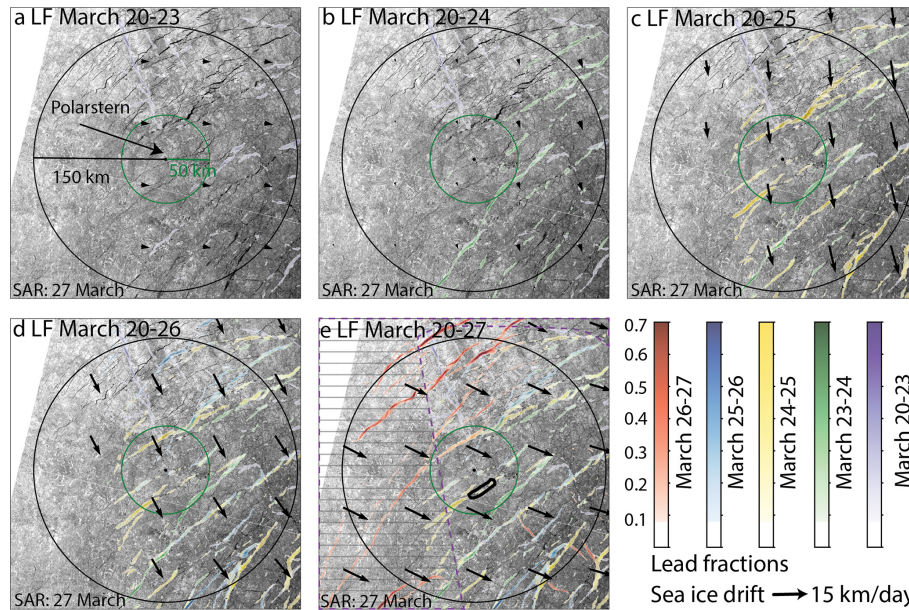 a LF March 20-23
Polarstern
150 km
50 km
SAR: 27 March
b LF March 20-24
SAR: 27 March
c LF March 20-25
SAR: 27 March
d LF March 20-26
SAR: 27 March
e LF March 20-27
SAR: 27 March
0.7
0.6
0.5
0.4
0.3
0.2
0.1
March 26-27
March 25-26
March 24-25
March 23-24
March 20-23
Lead fractions
Sea ice drift 15 km/day